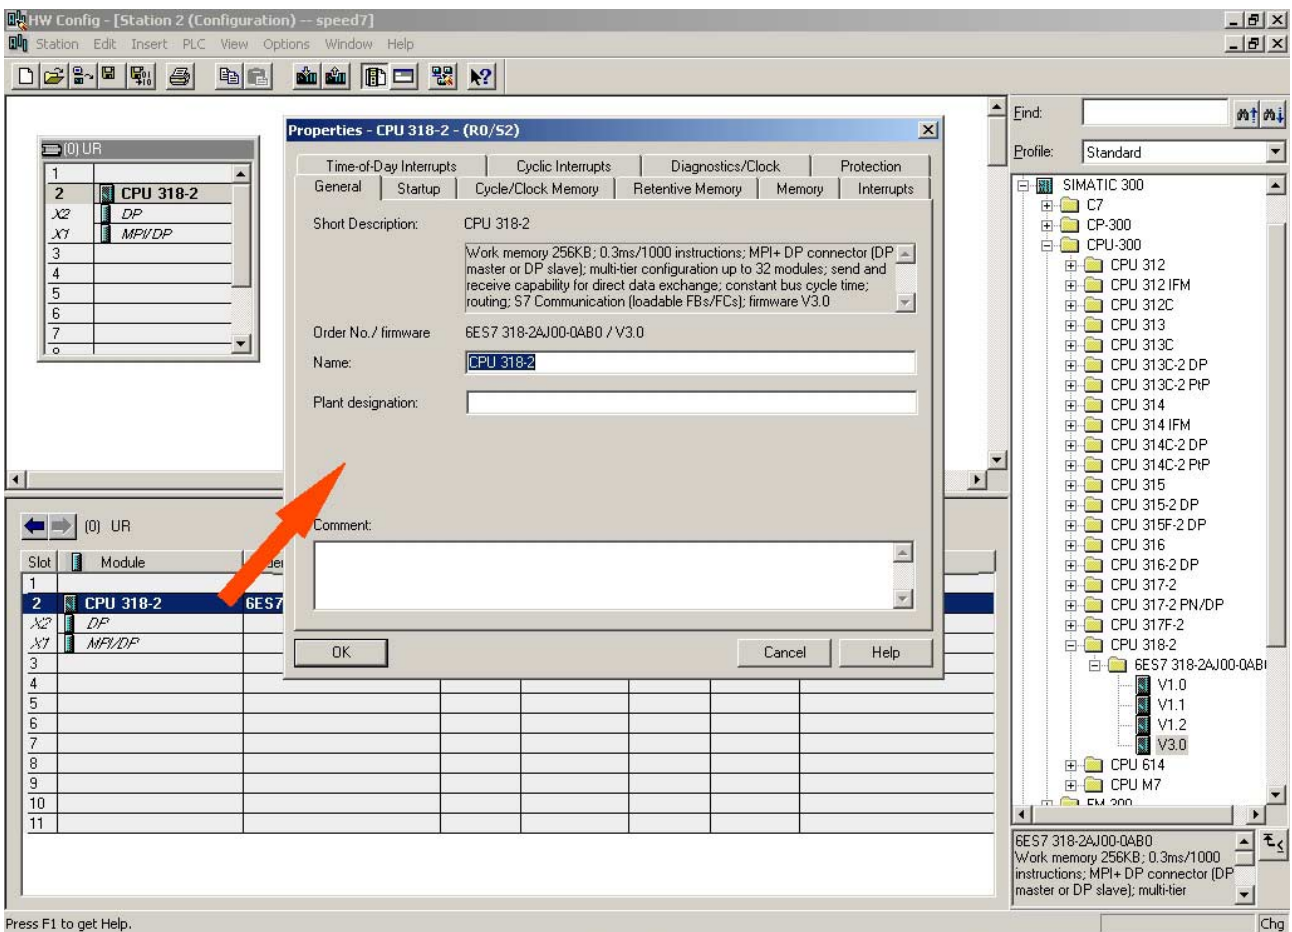 HW Config - [Station 2 (Configuration) -- speed7]
Station Edit Insert PLC View Options Window Help
(0) UR
1
2 CPU 318-2
X2 DP
X1 MPI/DP
3
4
5
6
7
Properties - CPU 318-2 - (R0/S2)
Time-of-Day Interrupts Cyclic Interrupts Diagnostics/Clock Protection
General Startup Cycle/Clock Memory Retentive Memory Memory Interrupts
Short Description: CPU 318-2
Work memory 256KB; 0.3ms/1000 instructions; MPI+ DP connector (DP
master or DP slave); multi-tier configuration up to 32 modules; send and
receive capability for direct data exchange; constant bus cycle time;
routing; S7 Communication (loadable FBs/FCs); firmware V3.0
Order No./ firmware 6ES7 318-2AJ00-0AB0 / V3.0
Name: CPU 318-2
Plant designation:
Comment:
OK Cancel Help
(0) UR
Slot Module
1
2 CPU 318-2 6ES7
X2 DP
X1 MPI/DP
3
4
5
6
7
8
9
10
11
Find:
Profile: Standard
SIMATIC 300
C7
CP-300
CPU-300
CPU 312
CPU 312 IFM
CPU 312C
CPU 313
CPU 313C
CPU 313C-2 DP
CPU 313C-2 PtP
CPU 314
CPU 314 IFM
CPU 314C-2 DP
CPU 314C-2 PtP
CPU 315
CPU 315-2 DP
CPU 315F-2 DP
CPU 316
CPU 316-2 DP
CPU 317-2
CPU 317-2 PN/DP
CPU 317F-2
CPU 318-2
6ES7 318-2AJ00-0AB
V1.0
V1.1
V1.2
V3.0
CPU 614
CPU M7
FM 300
6ES7 318-2AJ00-0AB0
Work memory 256KB; 0.3ms/1000
instructions; MPI+ DP connector (DP
master or DP slave); multi-tier
Press F1 to get Help.
Chg